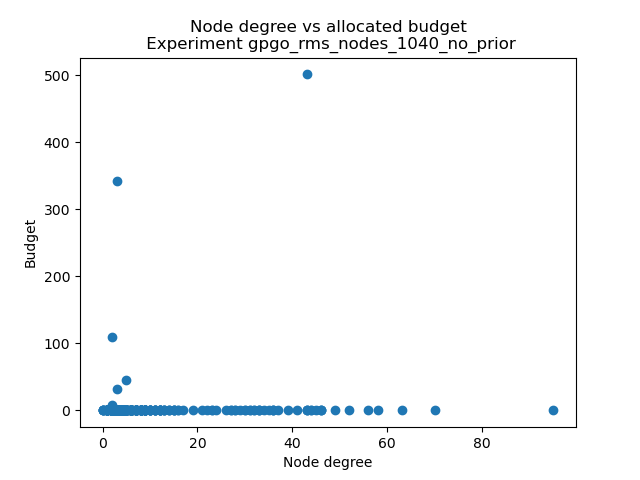 Node degree vs allocated budget
Experiment gpgo_rms_nodes_1040_no_prior
500
400
300
200
100
0
Budget
0 20 40 60 80
Node degree